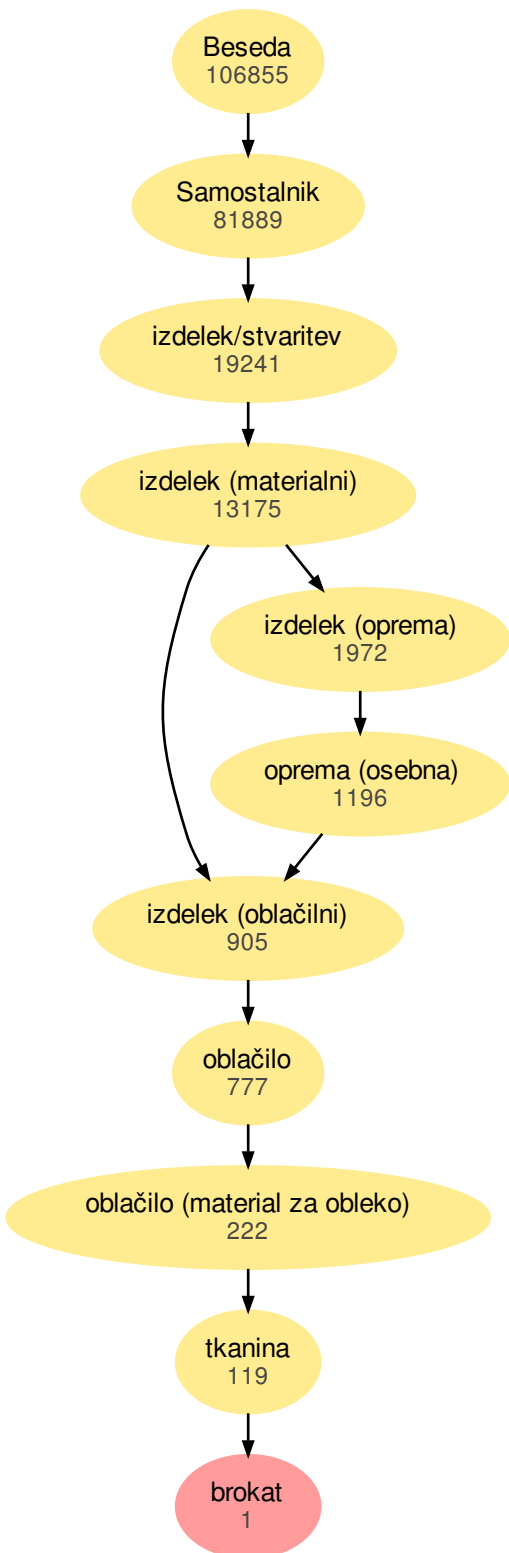 Beseda
106855
Samostalnik
81889
izdelek/stvaritev
19241
izdelek (materialni)
13175
izdelek (oprema)
1972
oprema (osebna)
1196
izdelek (oblačilni)
905
oblačilo
777
oblačilo (material za obleko)
222
tkanina
119
brokat
1